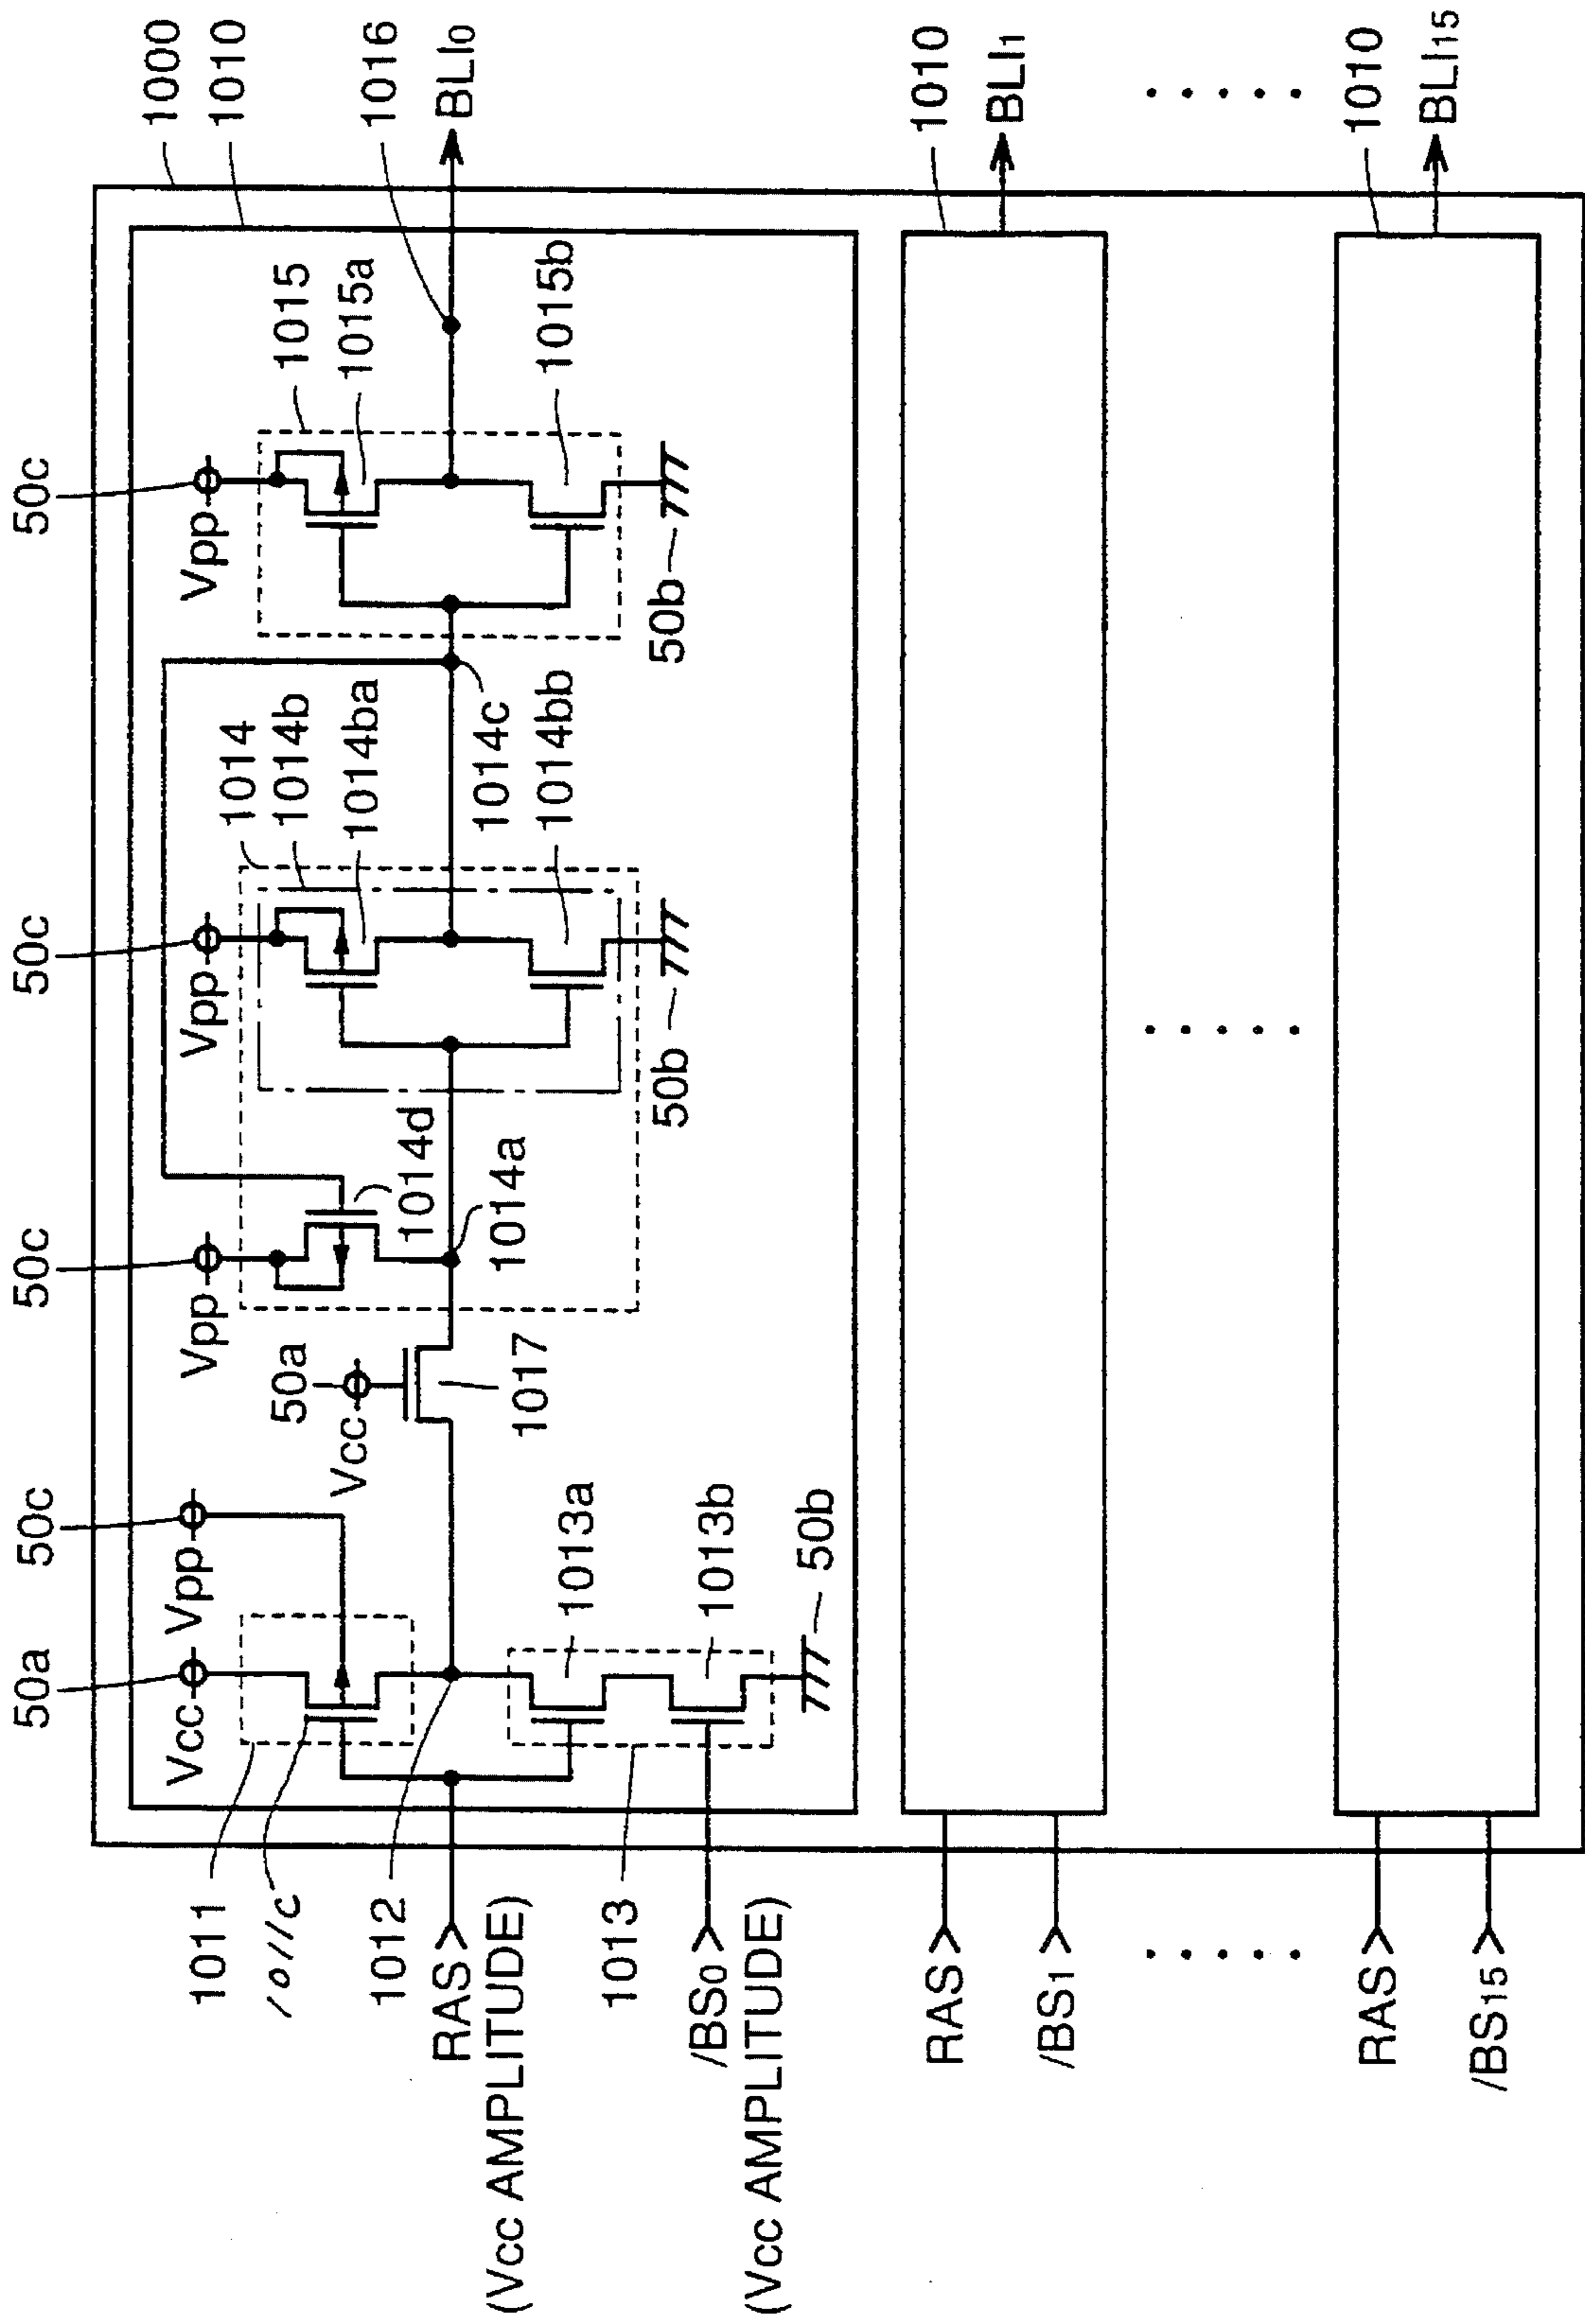 1000
1010
50a
50c
50c
50c
50c
Vcc
Vpp
Vpp
Vpp
Vpp
1011
1011c
1012
RAS
(Vcc AMPLITUDE)
1013
/BS0
(Vcc AMPLITUDE)
1013a
1013b
50b
50a
Vcc
1017
1014d
1014a
1014
1014b
1014ba
1014c
1014bb
50b
1015
1015a
1015b
50b
1016
BLI0
RAS
/BS1
1010
BLI1
.....
.....
.....
RAS
/BS15
1010
BLI15